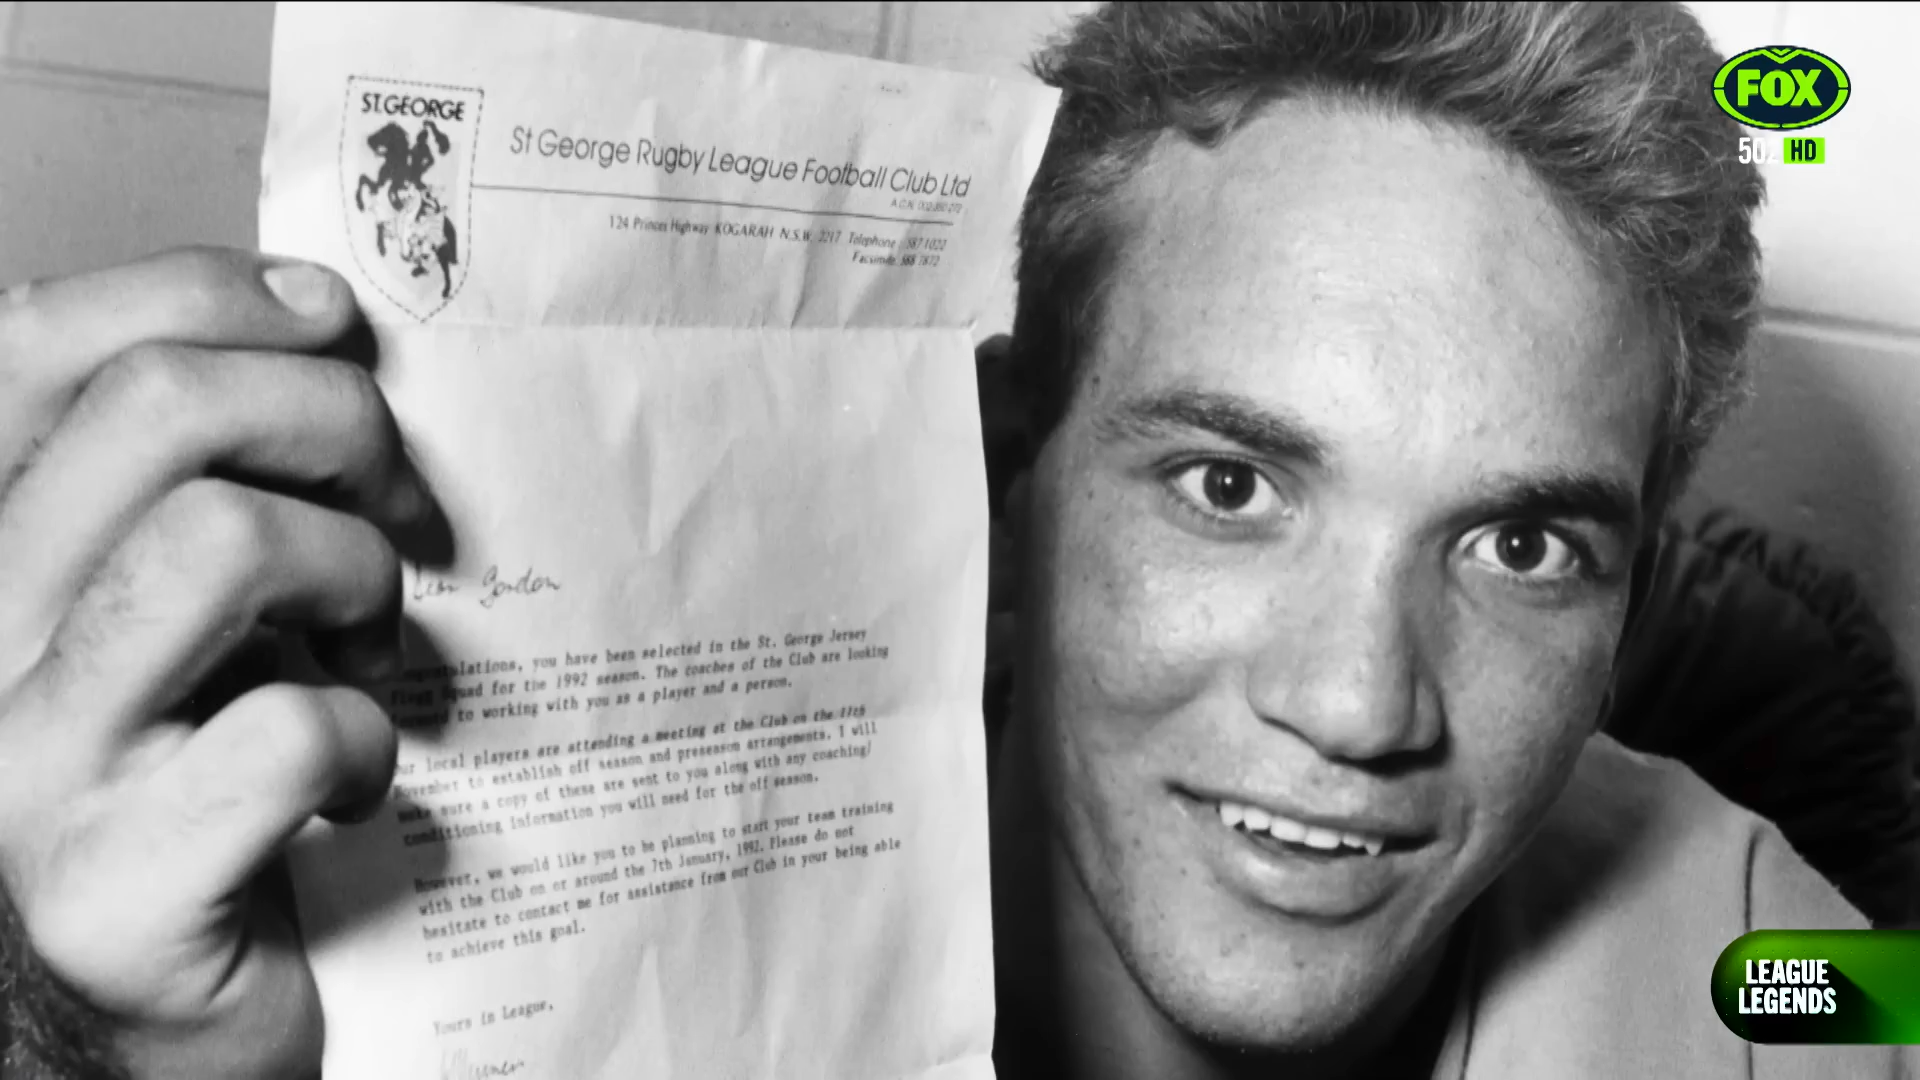 ST.GEORGE
St George Rugby League Football Club Ltd
124 Princes Highway KOGARAH N.S.W. 2217 Telephone : 587 1022
Facsimile. 588 7872
Gordon
you have been selected in the St. George Jersey
Flegg Squad for the 1992 season. The coaches of the Club are looking
forward to working with you as a player and a person.
local players are attending a meeting at the Club on the 17th
November to establish off season and preseason arrangements. I will
make sure a copy of these are sent to you along with any coaching/
conditioning information you will need for the off season.
However, we would like you to be planning to start your team training
with the Club on or around the 7th January, 1992. Please do not
hesitate to contact me for assistance from our Club in your being able
to achieve this goal.
Yours in League,
FOX
502 HD
LEAGUE
LEGENDS